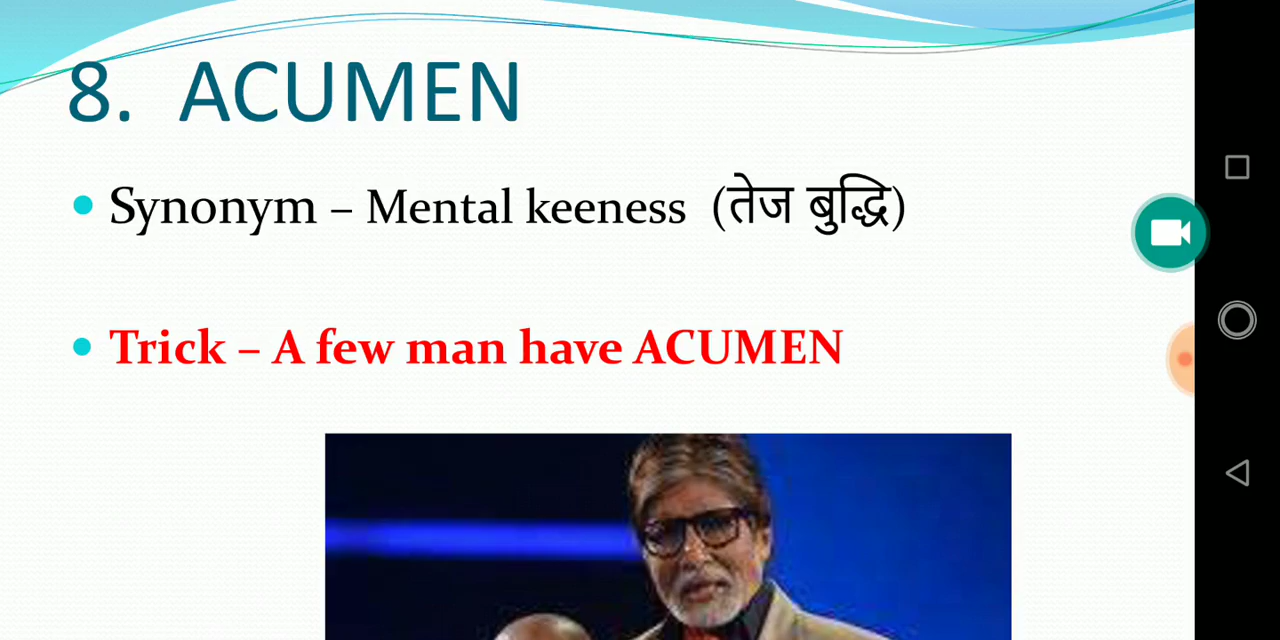 8. ACUMEN
Synonym – Mental keeness (तेज बुद्धि)
Trick – A few man have ACUMEN